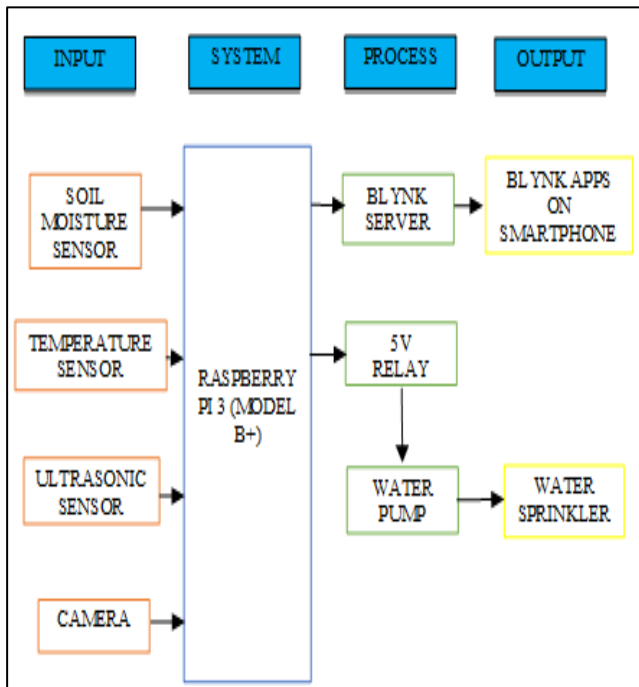 INPUT
SYSTEM
PROCESS
OUTPUT
SOIL
MOISTURE
SENSOR
TEMPERATURE
SENSOR
ULTRASONIC
SENSOR
CAMERA
RASPBERRY
PI 3 (MODEL
B+)
BLYNK
SERVER
5V
RELAY
WATER
PUMP
BLYNK APPS
ON
SMARTPHONE
WATER
SPRINKLER